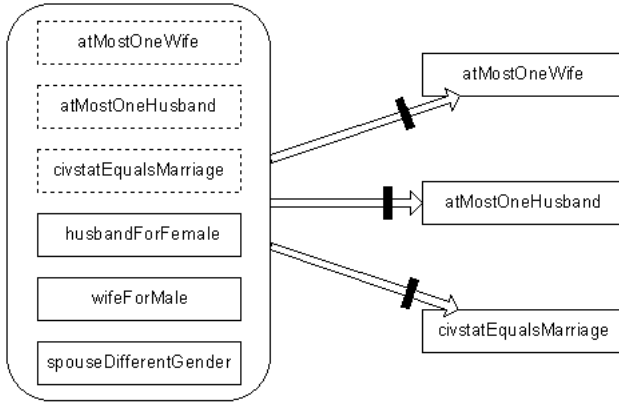 atMostOneWife
atMostOneHusband
civstatEqualsMarriage
husbandForFemale
wifeForMale
spouseDifferentGender
atMostOneWife
atMostOneHusband
civstatEqualsMarriage